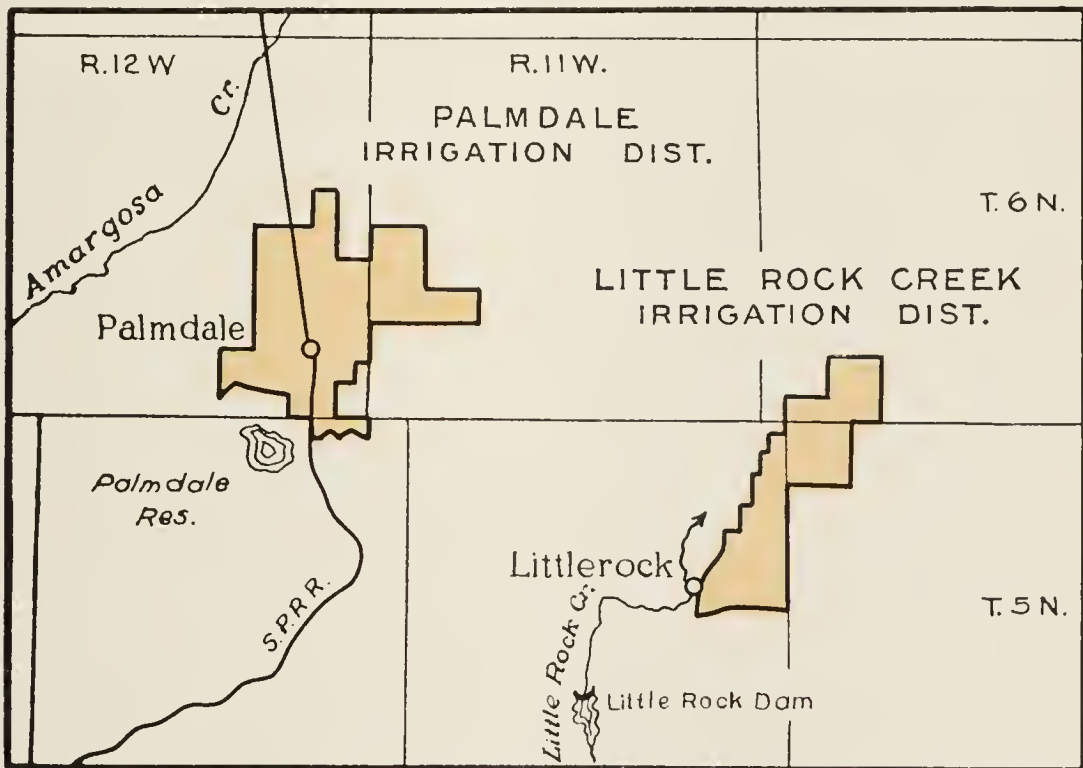 R.12 W
R.11W.
PALMDALE
IRRIGATION DIST.
Amargosa Cr.
T. 6 N.
LITTLE ROCK CREEK
IRRIGATION DIST.
Palmdale
Palmdale
Res.
S.P.R.R.
Littlerock
Little Rock Cr.
T. 5 N.
Little Rock Dam